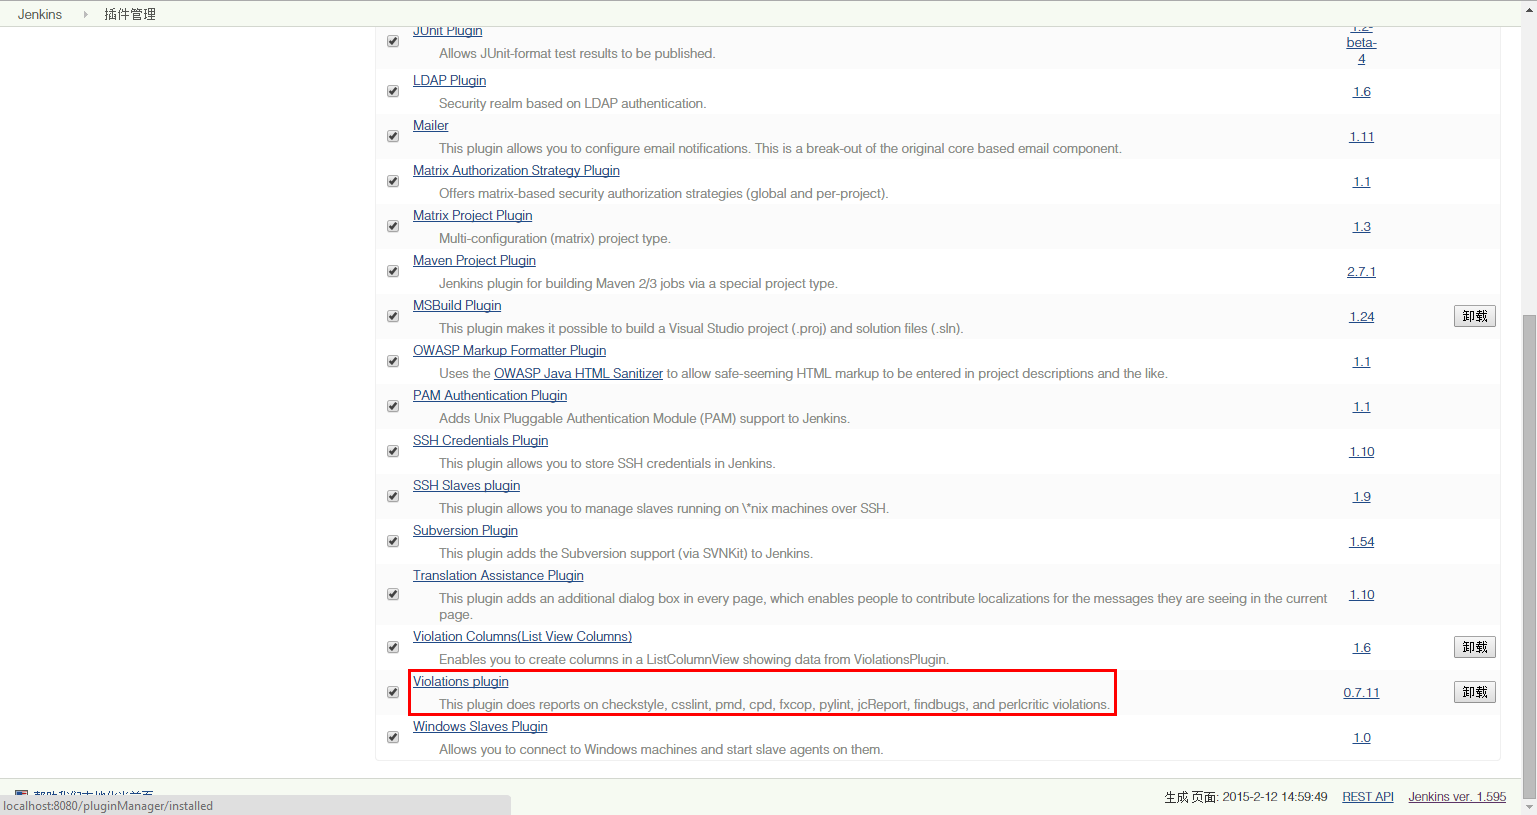 Jenkins 插件管理
JUnit Plugin
Allows JUnit-format test results to be published.
1.2-
beta-
4
LDAP Plugin
Security realm based on LDAP authentication.
1.6
Mailer
This plugin allows you to configure email notifications. This is a break-out of the original core based email component.
1.11
Matrix Authorization Strategy Plugin
Offers matrix-based security authorization strategies (global and per-project).
1.1
Matrix Project Plugin
Multi-configuration (matrix) project type.
1.3
Maven Project Plugin
Jenkins plugin for building Maven 2/3 jobs via a special project type.
2.7.1
MSBuild Plugin
This plugin makes it possible to build a Visual Studio project (.proj) and solution files (.sln).
1.24 卸载
OWASP Markup Formatter Plugin
Uses the OWASP Java HTML Sanitizer to allow safe-seeming HTML markup to be entered in project descriptions and the like.
1.1
PAM Authentication Plugin
Adds Unix Pluggable Authentication Module (PAM) support to Jenkins.
1.1
SSH Credentials Plugin
This plugin allows you to store SSH credentials in Jenkins.
1.10
SSH Slaves plugin
This plugin allows you to manage slaves running on \*nix machines over SSH.
1.9
Subversion Plugin
This plugin adds the Subversion support (via SVNKit) to Jenkins.
1.54
Translation Assistance Plugin
This plugin adds an additional dialog box in every page, which enables people to contribute localizations for the messages they are seeing in the current
page.
1.10
Violation Columns(List View Columns)
Enables you to create columns in a ListColumnView showing data from ViolationsPlugin.
1.6 卸载
Violations plugin
This plugin does reports on checkstyle, csslint, pmd, cpd, fxcop, pylint, jcReport, findbugs, and perlcritic violations.
0.7.11 卸载
Windows Slaves Plugin
Allows you to connect to Windows machines and start slave agents on them.
1.0
帮助我们本地化当前页
localhost:8080/pluginManager/installed
生成 页面: 2015-2-12 14:59:49 REST API Jenkins ver. 1.595